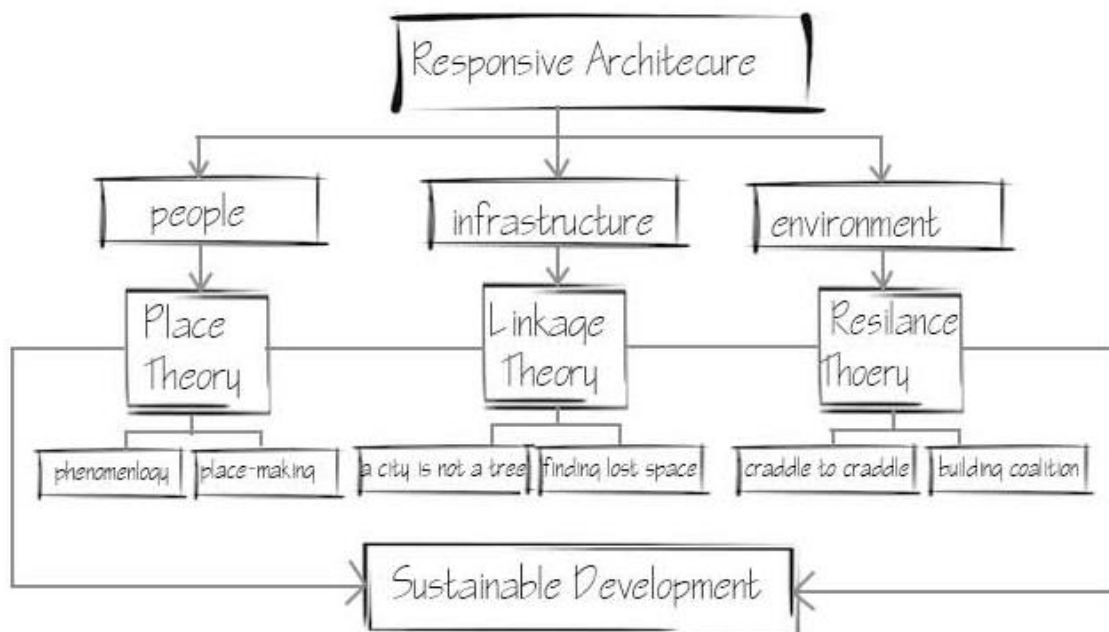 Responsive Architecure
people
infrastructure
environment
Place
Theory
Linkage
Theory
Resilance
Thoery
phenomenlogy
place-making
a city is not a tree
finding lost space
craddle to craddle
building coalition
Sustainable Development